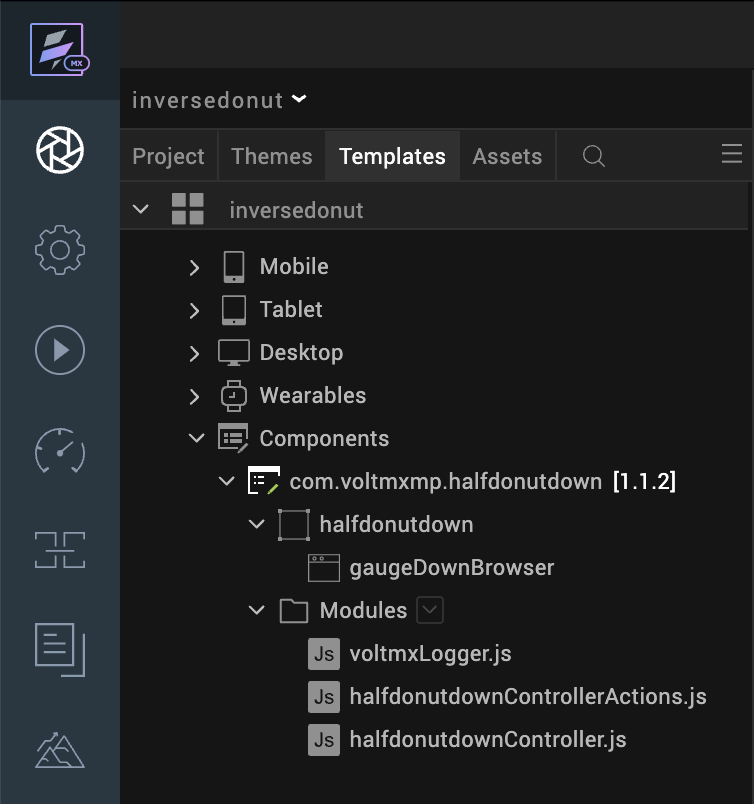 MX
inversedonut
Project Themes Templates Assets
inversedonut
Mobile
Tablet
Desktop
Wearables
Components
com.voltmxmp.halfdonutdown [1.1.2]
halfdonutdown
gaugeDownBrowser
Modules
Js voltmxLogger.js
Js halfdonutdownControllerActions.js
Js halfdonutdownController.js